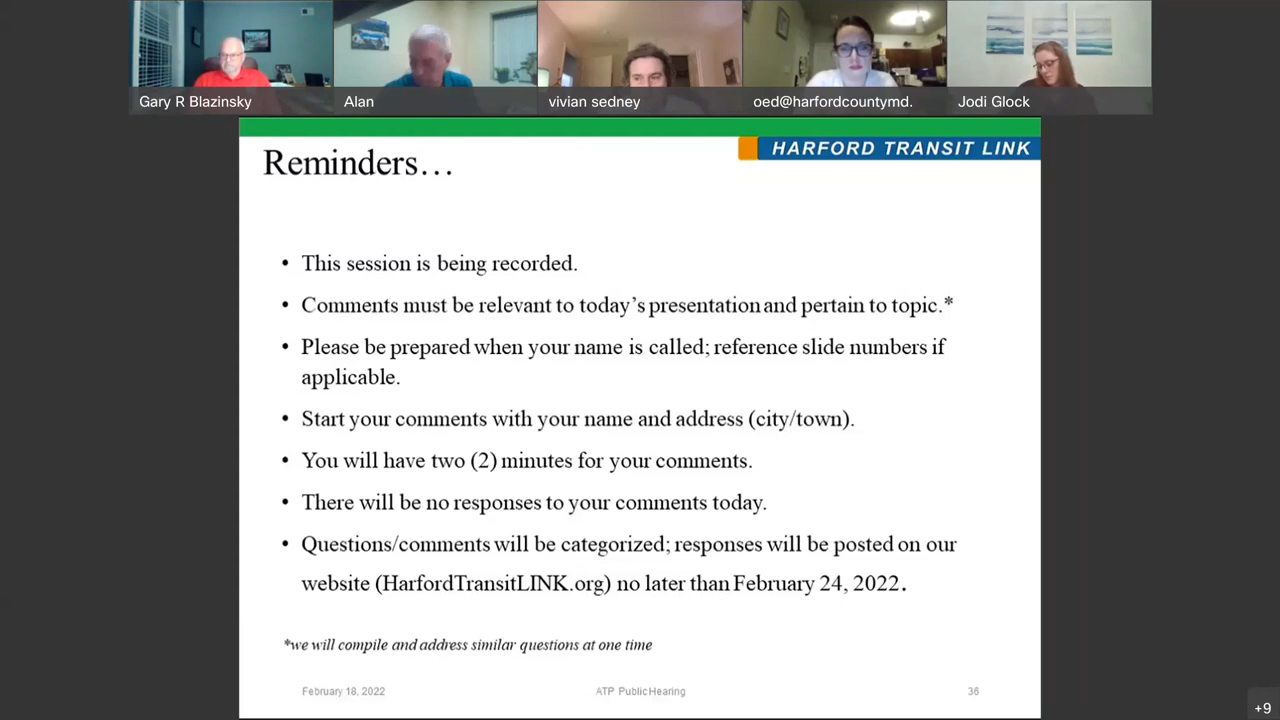 Gary R Blazinsky
Alan
vivian sedney
oed@harfordcountymd.
Jodi Glock
HARFORD TRANSIT LINK
Reminders…
• This session is being recorded.
• Comments must be relevant to today's presentation and pertain to topic.*
• Please be prepared when your name is called; reference slide numbers if
applicable.
• Start your comments with your name and address (city/town).
• You will have two (2) minutes for your comments.
• There will be no responses to your comments today.
• Questions/comments will be categorized; responses will be posted on our
website (HarfordTransitLINK.org) no later than February 24, 2022.
*we will compile and address similar questions at one time
February 18, 2022
ATP Public Hearing
36
+9